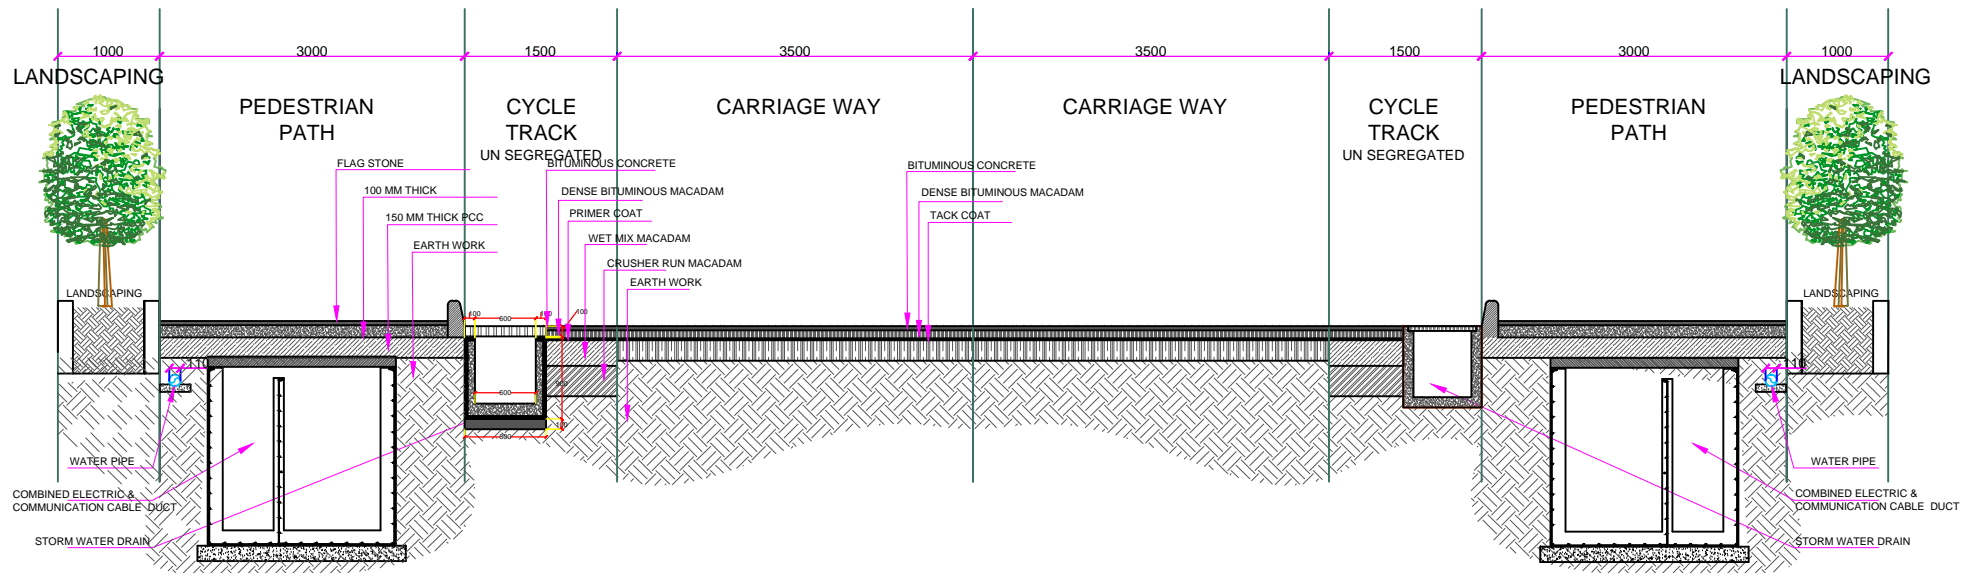 1000 3000 1500 3500 3500 1500 3000 1000
LANDSCAPING
LANDSCAPING
PEDESTRIAN
PATH
CYCLE
TRACK
UN SEGREGATED
CARRIAGE WAY
CARRIAGE WAY
CYCLE
TRACK
UN SEGREGATED
PEDESTRIAN
PATH
FLAG STONE
100 MM THICK
150 MM THICK PCC
EARTH WORK
BITUMINOUS CONCRETE
DENSE BITUMINOUS MACADAM
PRIMER COAT
WET MIX MACADAM
CRUSHER RUN MACADAM
EARTH WORK
BITUMINOUS CONCRETE
DENSE BITUMINOUS MACADAM
TACK COAT
LANDSCAPING
LANDSCAPING
100 600 100 100
600
100
WATER PIPE
COMBINED ELECTRIC &
COMMUNICATION CABLE DUCT
STORM WATER DRAIN
WATER PIPE
COMBINED ELECTRIC &
COMMUNICATION CABLE DUCT
STORM WATER DRAIN